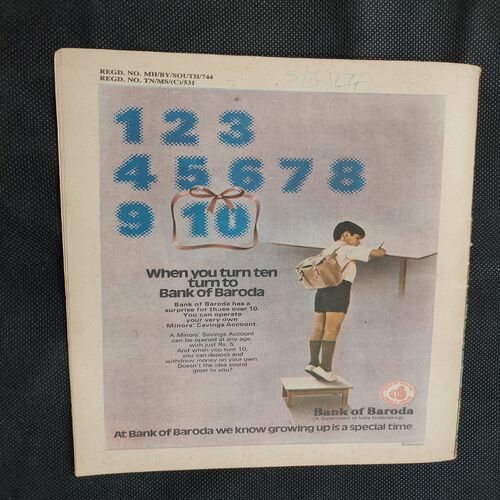 REGD. NO. MH/BY/SOUTH/744
REGD. NO. TN/MS/(C)/531
1 2 3
4 5 6 7 8
9 10
When you turn ten
turn to
Bank of Baroda
Bank of Baroda has a
surprise for those over 10.
You can operate
your very own
Minors' Savings Account.
A Minors' Savings Account
can be opened at any age,
with just Rs. 5.
And when you turn 10,
you can deposit and
withdraw money on your own.
Doesn't the idea sound
great to you?
Bank of Baroda
(A Government of India Undertaking)
At Bank of Baroda we know growing up is a special time.